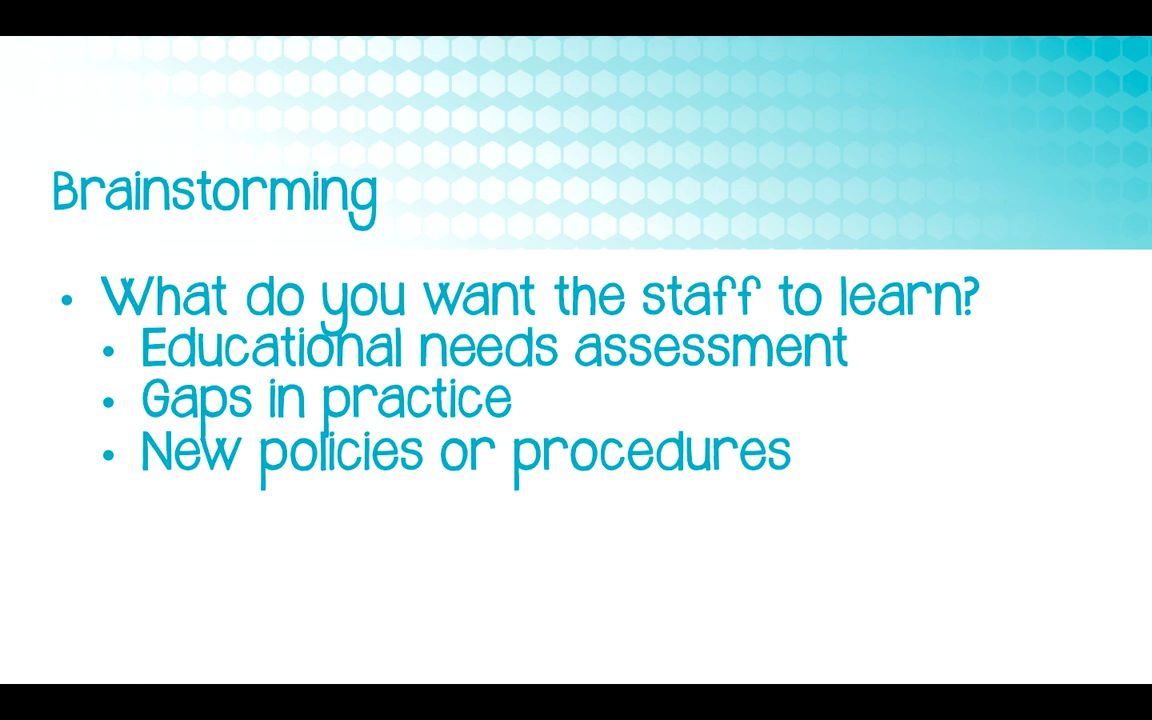 Brainstorming
• What do you want the staff to learn?
• Educational needs assessment
• Gaps in practice
• New policies or procedures